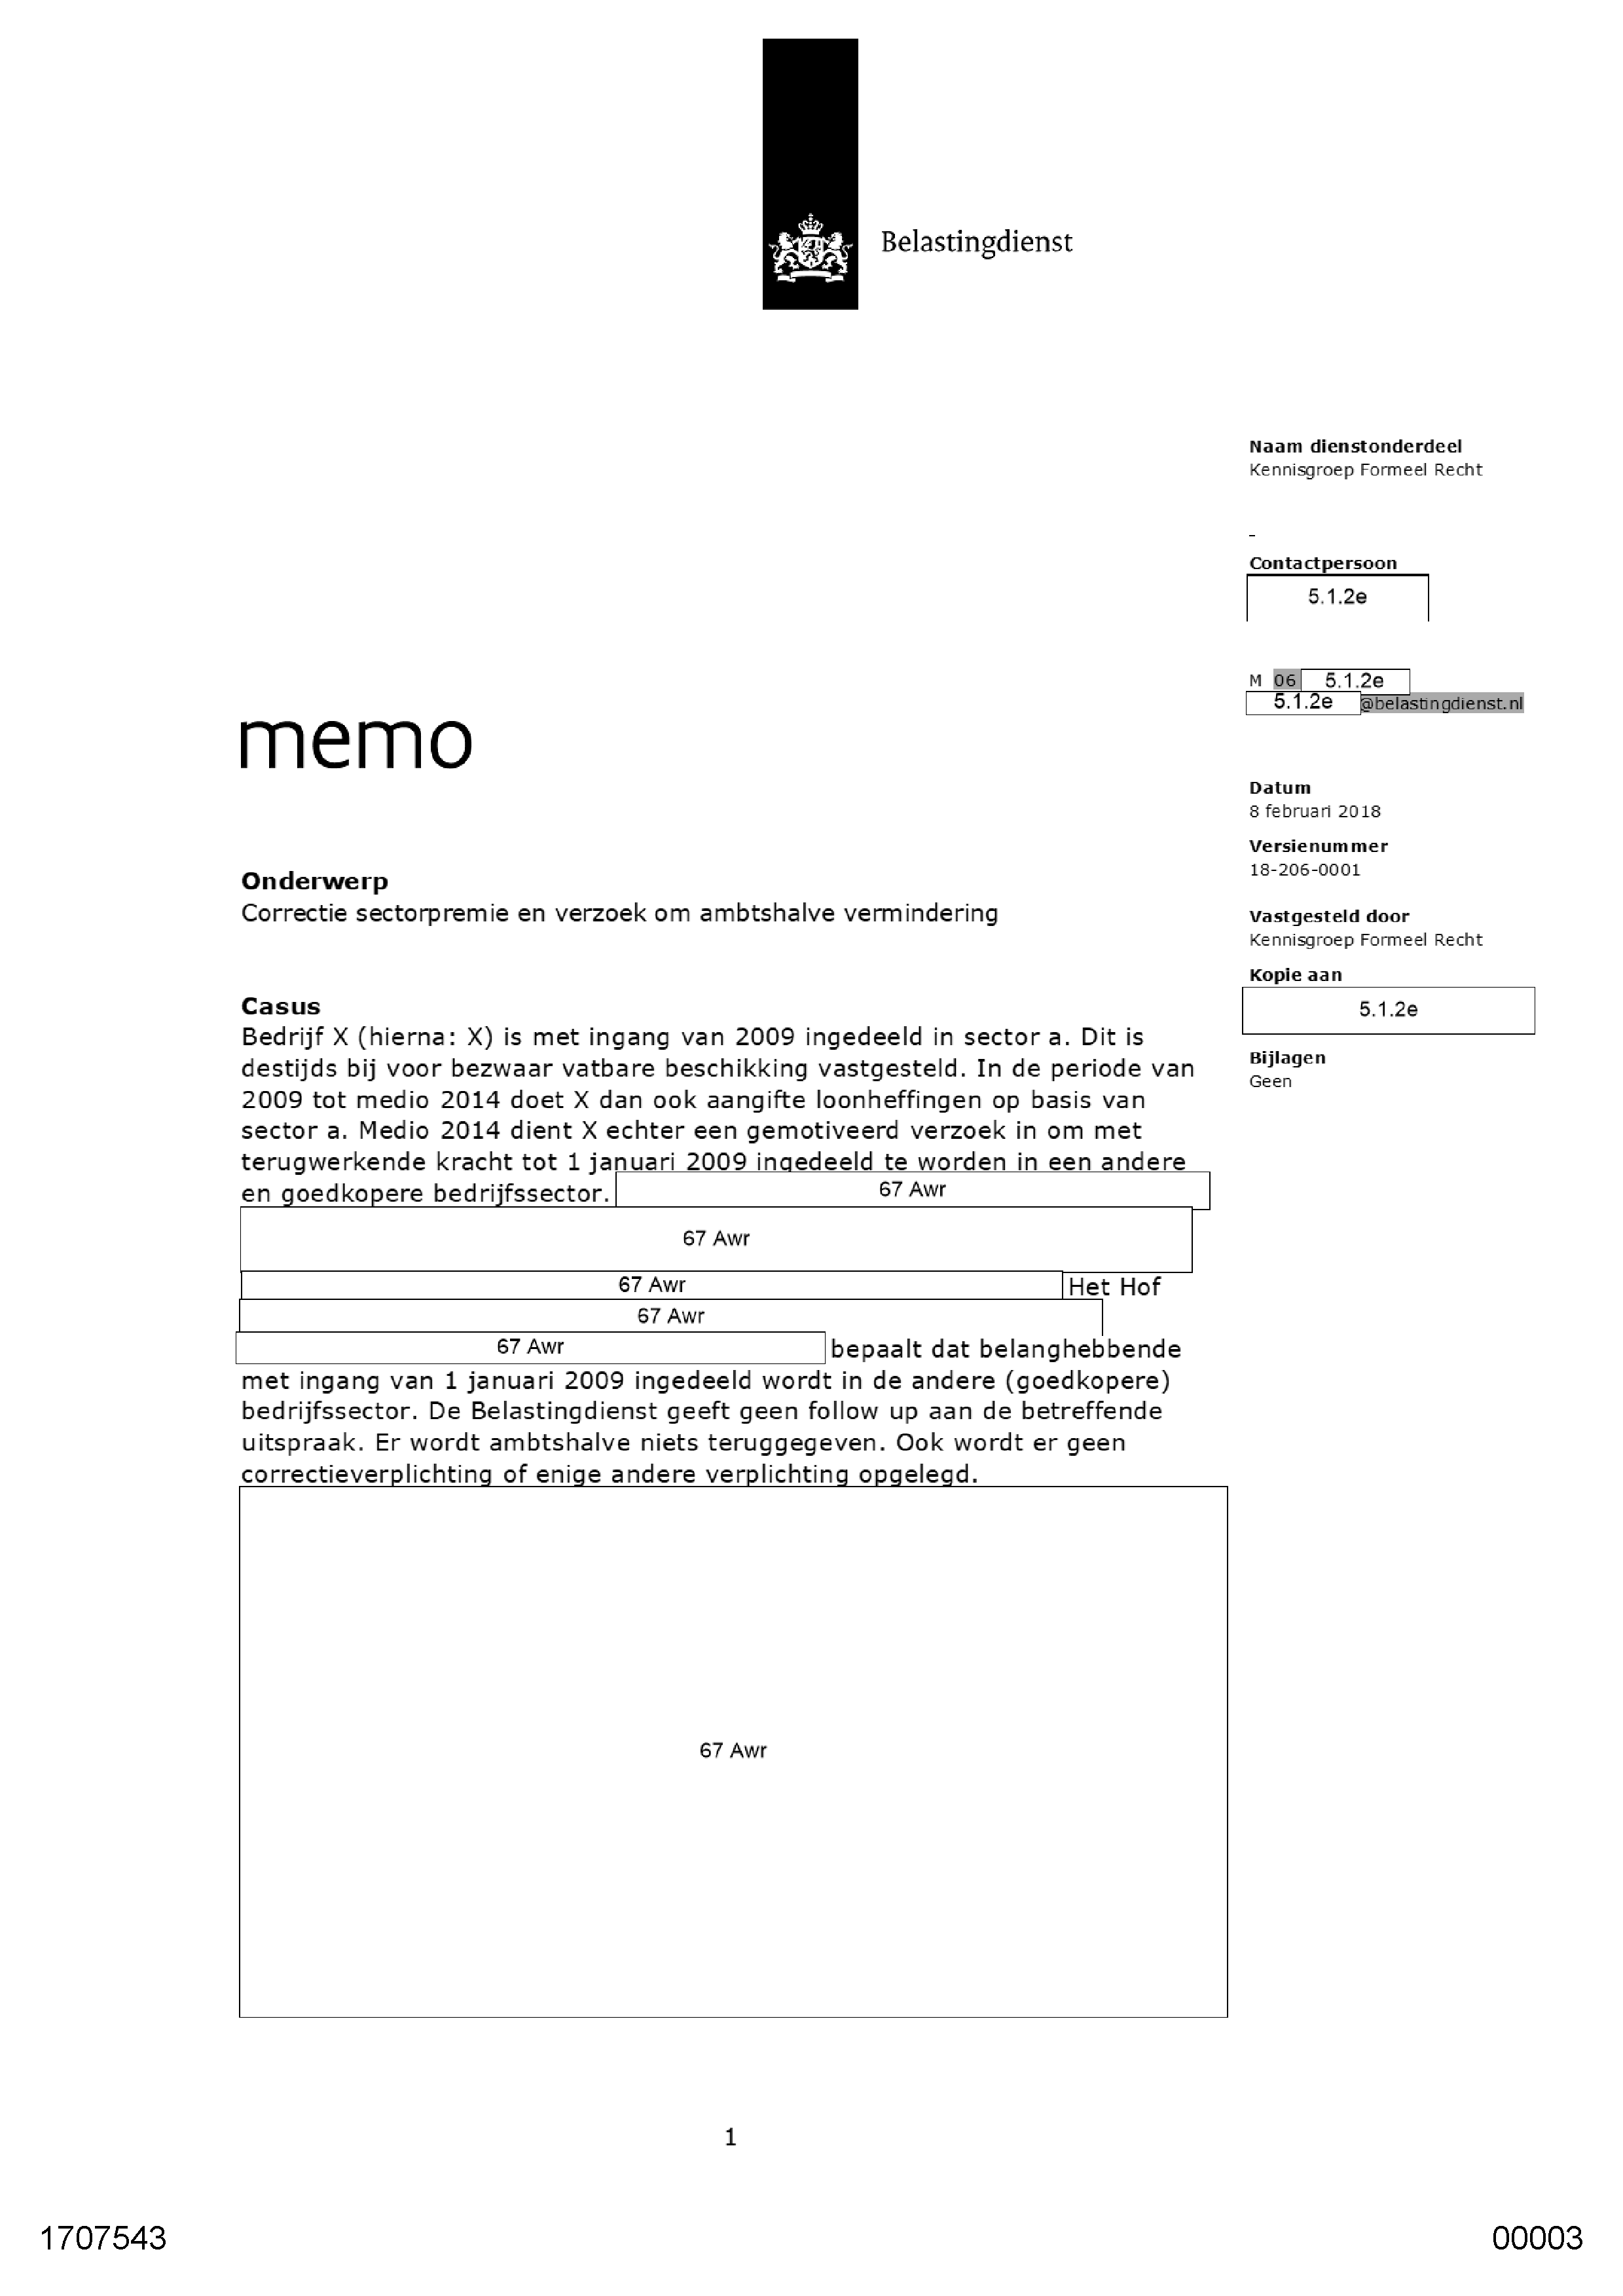 Belastingdienst
Naam dienstonderdeel
Kennisgroep Formeel Recht
-
Contactpersoon
5.1.2e
M 06 5.1.2e
5.1.2e @belastingdienst.nl
memo
Datum
8 februari 2018
Versienummer
18-206-0001
Vastgesteld door
Kennisgroep Formeel Recht
Kopie aan
5.1.2e
Bijlagen
Geen
Onderwerp
Correctie sectorpremie en verzoek om ambtshalve vermindering
Casus
Bedrijf X (hierna: X) is met ingang van 2009 ingedeeld in sector a. Dit is
destijds bij voor bezwaar vatbare beschikking vastgesteld. In de periode van
2009 tot medio 2014 doet X dan ook aangifte loonheffingen op basis van
sector a. Medio 2014 dient X echter een gemotiveerd verzoek in om met
terugwerkende kracht tot 1 januari 2009 ingedeeld te worden in een andere
en goedkopere bedrijfssector. 67 Awr
67 Awr
67 Awr Het Hof
67 Awr
67 Awr bepaalt dat belanghebbende
met ingang van 1 januari 2009 ingedeeld wordt in de andere (goedkopere)
bedrijfssector. De Belastingdienst geeft geen follow up aan de betreffende
uitspraak. Er wordt ambtshalve niets teruggegeven. Ook wordt er geen
correctieverplichting of enige andere verplichting opgelegd.
67 Awr
1
1707543
00003